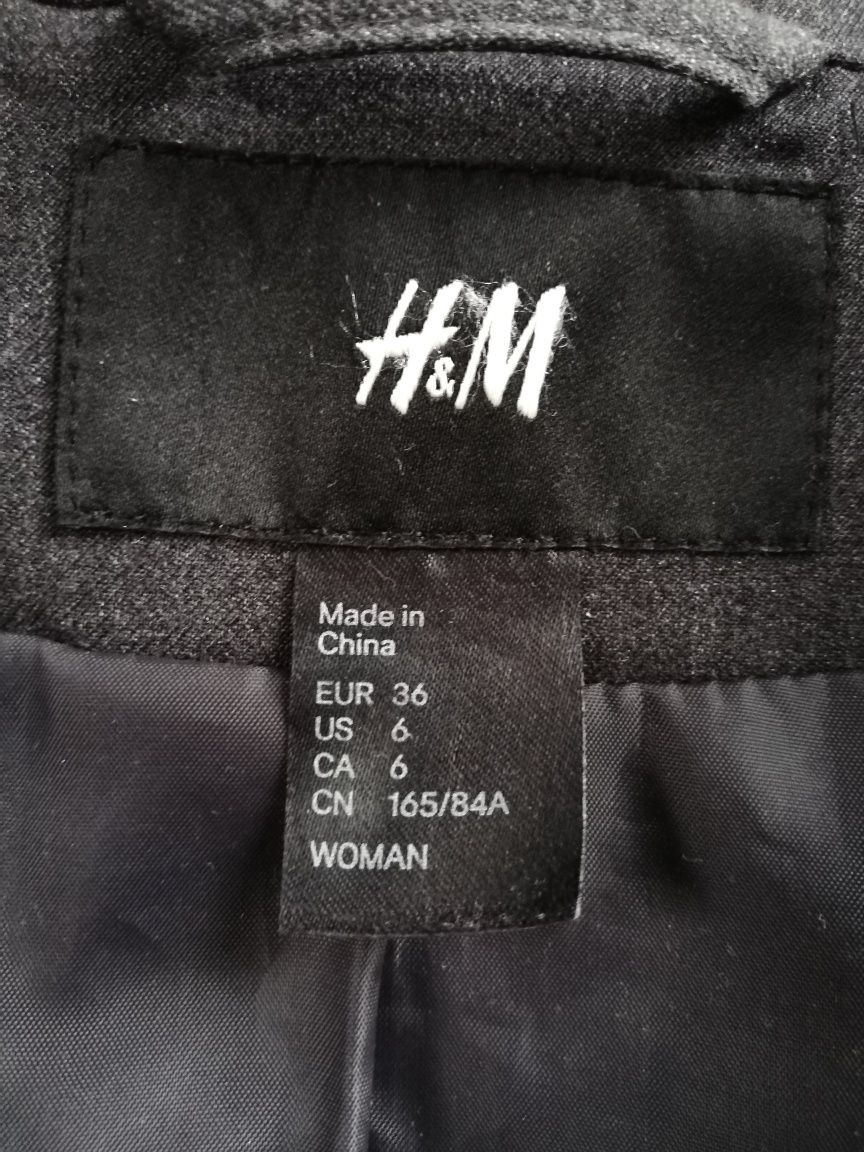 H&M
Made in
China
EUR 36
US 6
CA 6
CN 165/84A
WOMAN